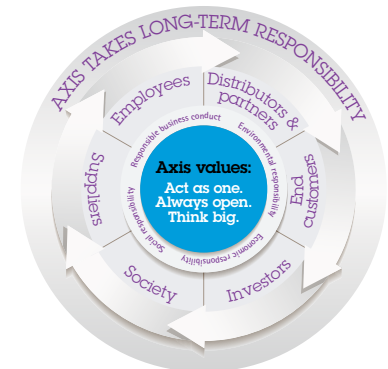 AXIS TAKES LONG-TERM RESPONSIBILITY
Employees
Distributors &
partners
End
customers
Investors
Society
Suppliers
Responsible business conduct
Environmental responsibility
Economic responsibility
Social responsibility
Axis values:
Act as one.
Always open.
Think big.